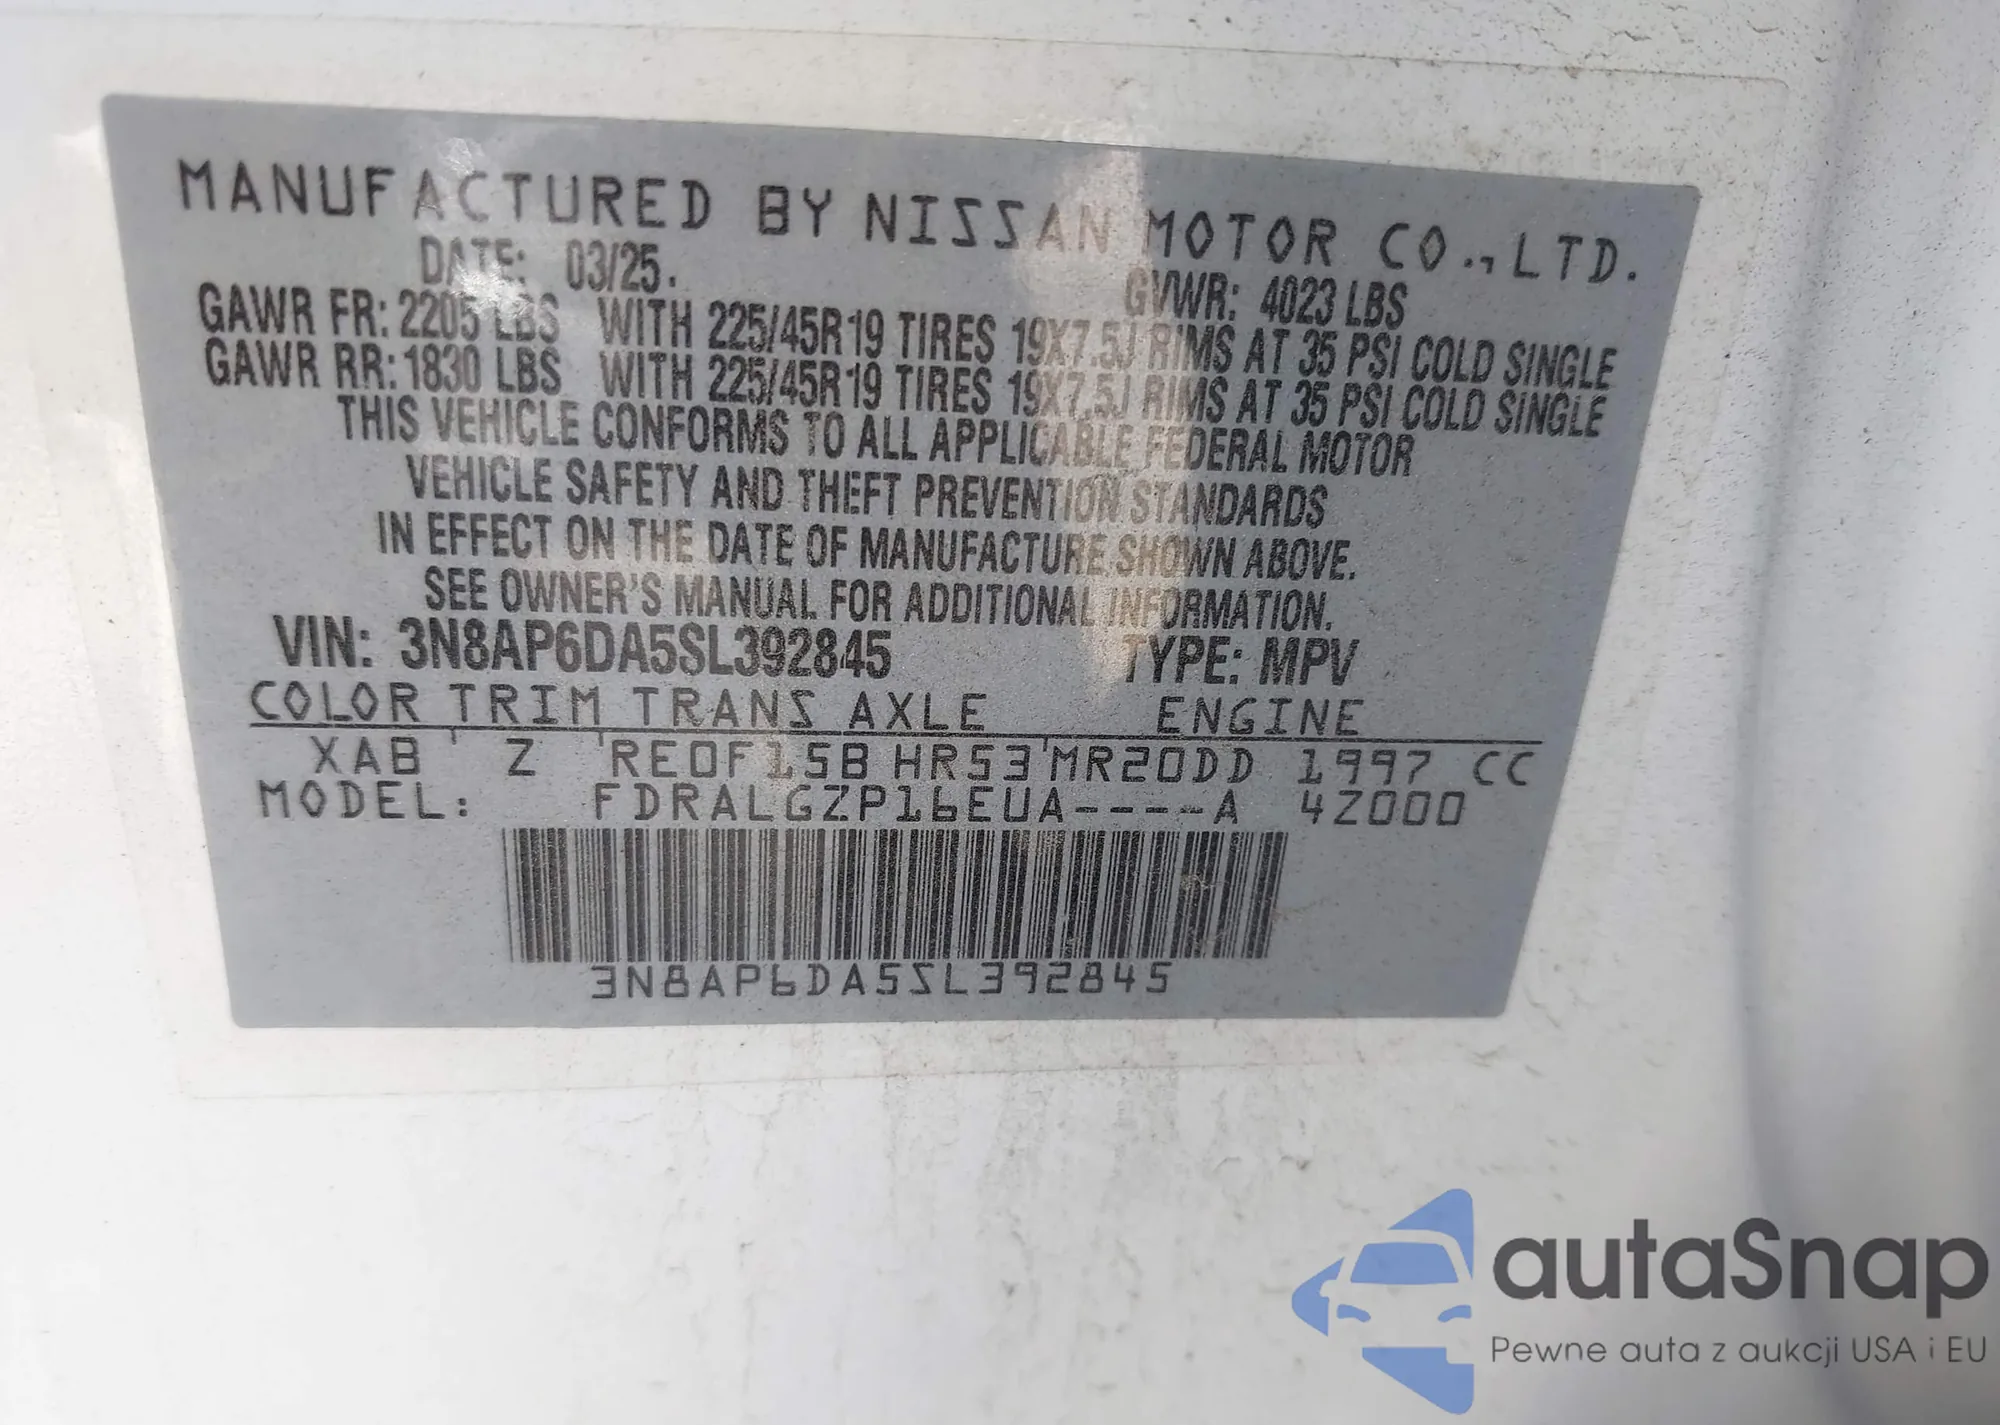 MANUFACTURED BY NISSAN MOTOR CO., LTD.
DATE: 03/25. GVWR: 4023 LBS
GAWR FR: 2205 LBS WITH 225/45R19 TIRES 19X7.5J RIMS AT 35 PSI COLD SINGLE
GAWR RR: 1830 LBS WITH 225/45R19 TIRES 19X7.5J RIMS AT 35 PSI COLD SINGLE
THIS VEHICLE CONFORMS TO ALL APPLICABLE FEDERAL MOTOR
VEHICLE SAFETY AND THEFT PREVENTION STANDARDS
IN EFFECT ON THE DATE OF MANUFACTURE SHOWN ABOVE.
SEE OWNER'S MANUAL FOR ADDITIONAL INFORMATION.
VIN: 3N8AP6DA5SL392845 TYPE: MPV
COLOR TRIM TRANS AXLE ENGINE
XAB Z RE0F15B HR53 MR20DD 1997 CC
MODEL: FDRALGZP16EUA----A 4Z000
3N8AP6DA5SL392845
autaSnap
Pewne auta z aukcji USA i EU